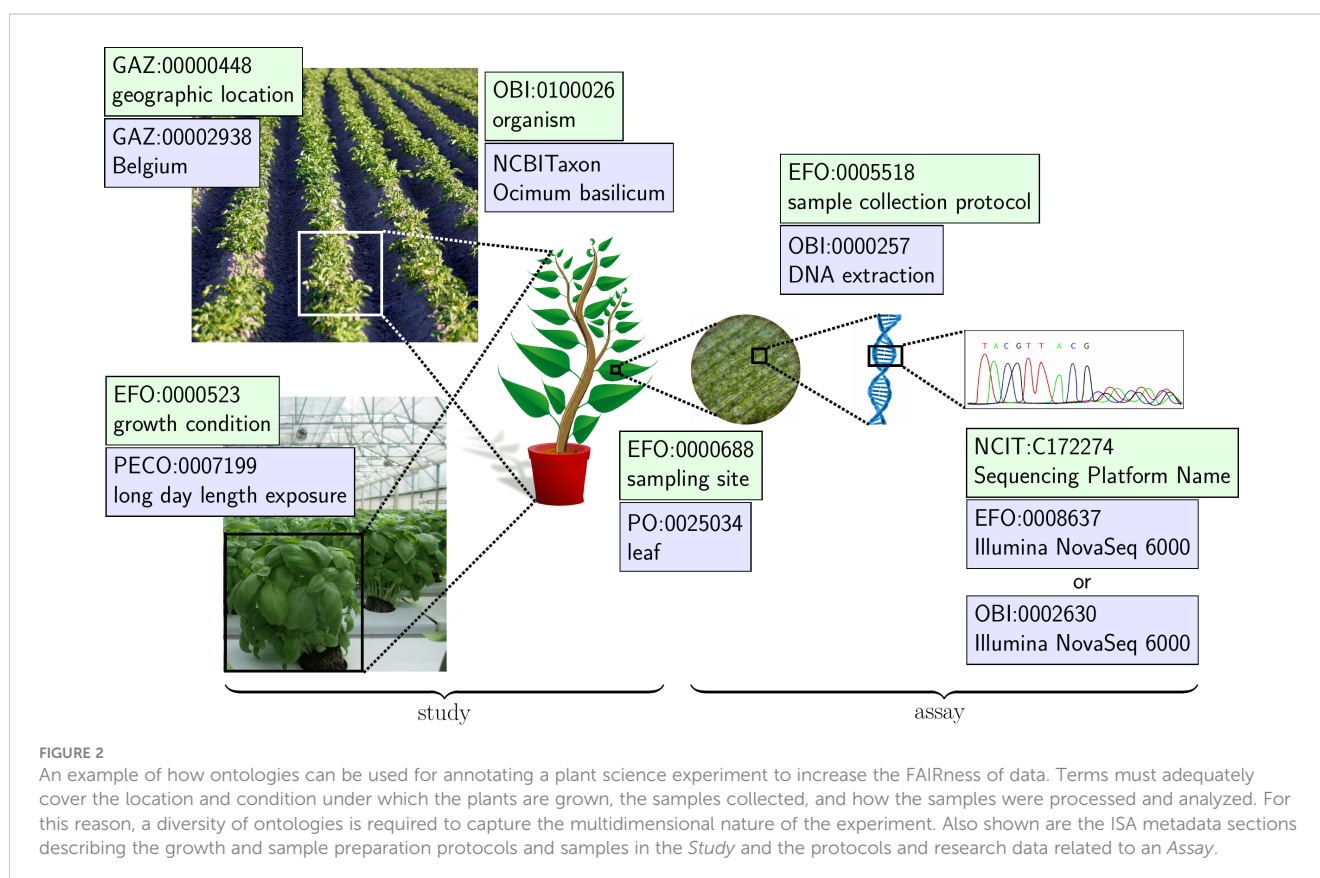 GAZ:00000448
geographic location
GAZ:00002938
Belgium
OBI:0100026
organism
NCBITaxon
Ocimum basilicum
EFO:0005518
sample collection protocol
OBI:0000257
DNA extraction
TACGTT ACG
EFO:0000523
growth condition
PECO:0007199
long day length exposure
EFO:0000688
sampling site
PO:0025034
leaf
NCIT:C172274
Sequencing Platform Name
EFO:0008637
Illumina NovaSeq 6000
or
OBI:0002630
Illumina NovaSeq 6000
study
assay
FIGURE 2
An example of how ontologies can be used for annotating a plant science experiment to increase the FAIRness of data. Terms must adequately
cover the location and condition under which the plants are grown, the samples collected, and how the samples were processed and analyzed. For
this reason, a diversity of ontologies is required to capture the multidimensional nature of the experiment. Also shown are the ISA metadata sections
describing the growth and sample preparation protocols and samples in the Study and the protocols and research data related to an Assay.